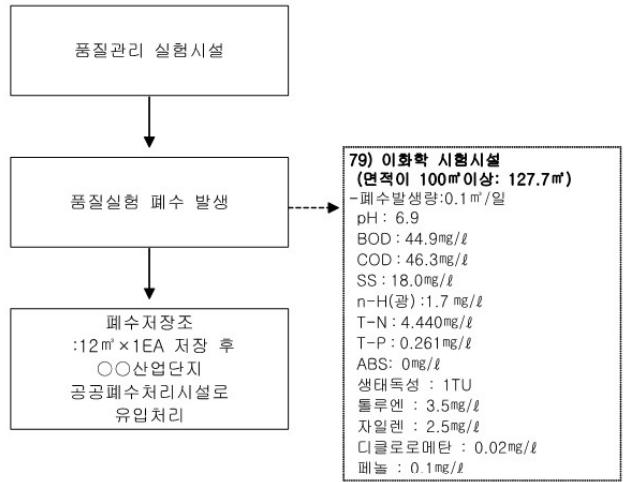 품질관리 실험시설
품질실험 폐수 발생
폐수저장조
:12㎥×1EA 저장 후
○○산업단지
공공폐수처리시설로
유입처리
79) 이화학 시험시설
(면적이 100㎡이상: 127.7㎡)
-폐수발생량:0.1㎥/일
pH : 6.9
BOD : 44.9mg/ℓ
COD : 46.3mg/ℓ
SS : 18.0mg/ℓ
n-H(광) :1.7 mg/ℓ
T-N : 4.440mg/ℓ
T-P : 0.261mg/ℓ
ABS: 0mg/ℓ
생태독성 : 1TU
톨루엔 : 3.5mg/ℓ
자일렌 : 2.5mg/ℓ
디클로로메탄 : 0.02mg/ℓ
페놀 : 0.1mg/ℓ